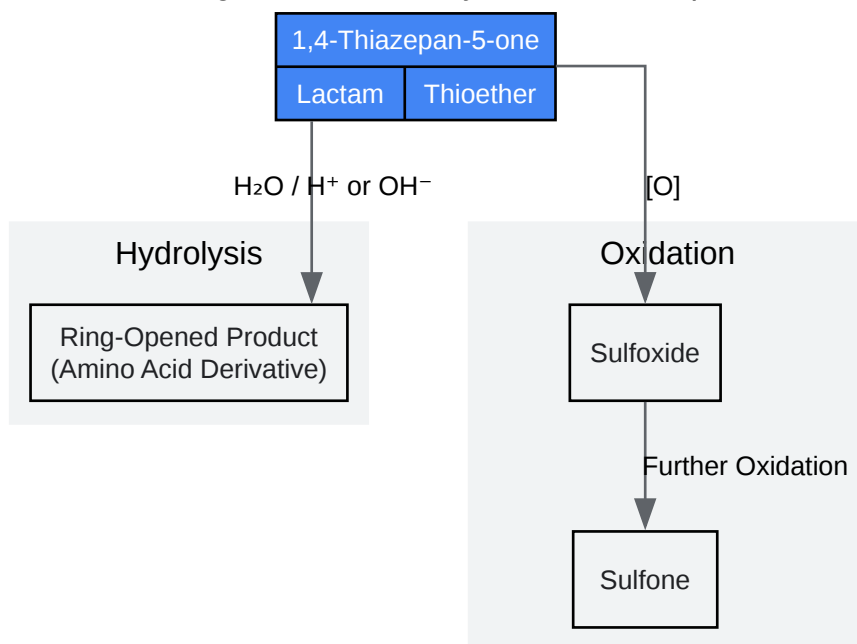 1,4-Thiazepan-5-one
Lactam
Thioether
H₂O / H⁺ or OH⁻
[O]
Hydrolysis
Oxidation
Ring-Opened Product
(Amino Acid Derivative)
Sulfoxide
Further Oxidation
Sulfone